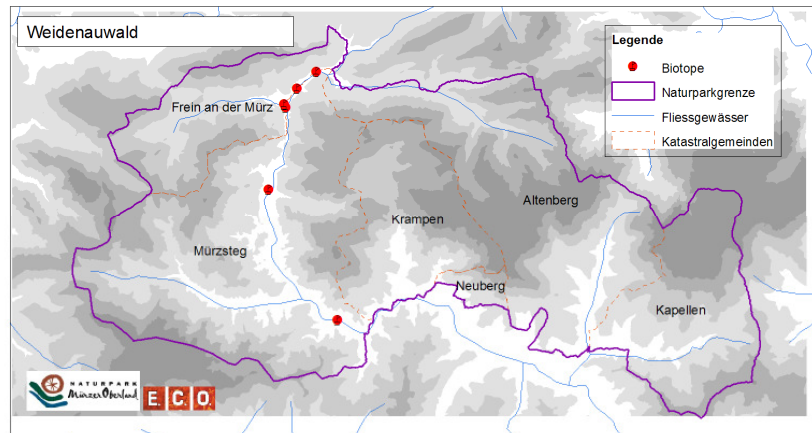 Weidenauwald
Legende
Biotope
Naturparkgrenze
Fliessgewässer
Katastralgemeinden
Frein an der Mürz
Altenberg
Krampen
Mürzsteg
Neuberg
Kapellen
NATURPARK
Mürzer Oberland
E.C.O.